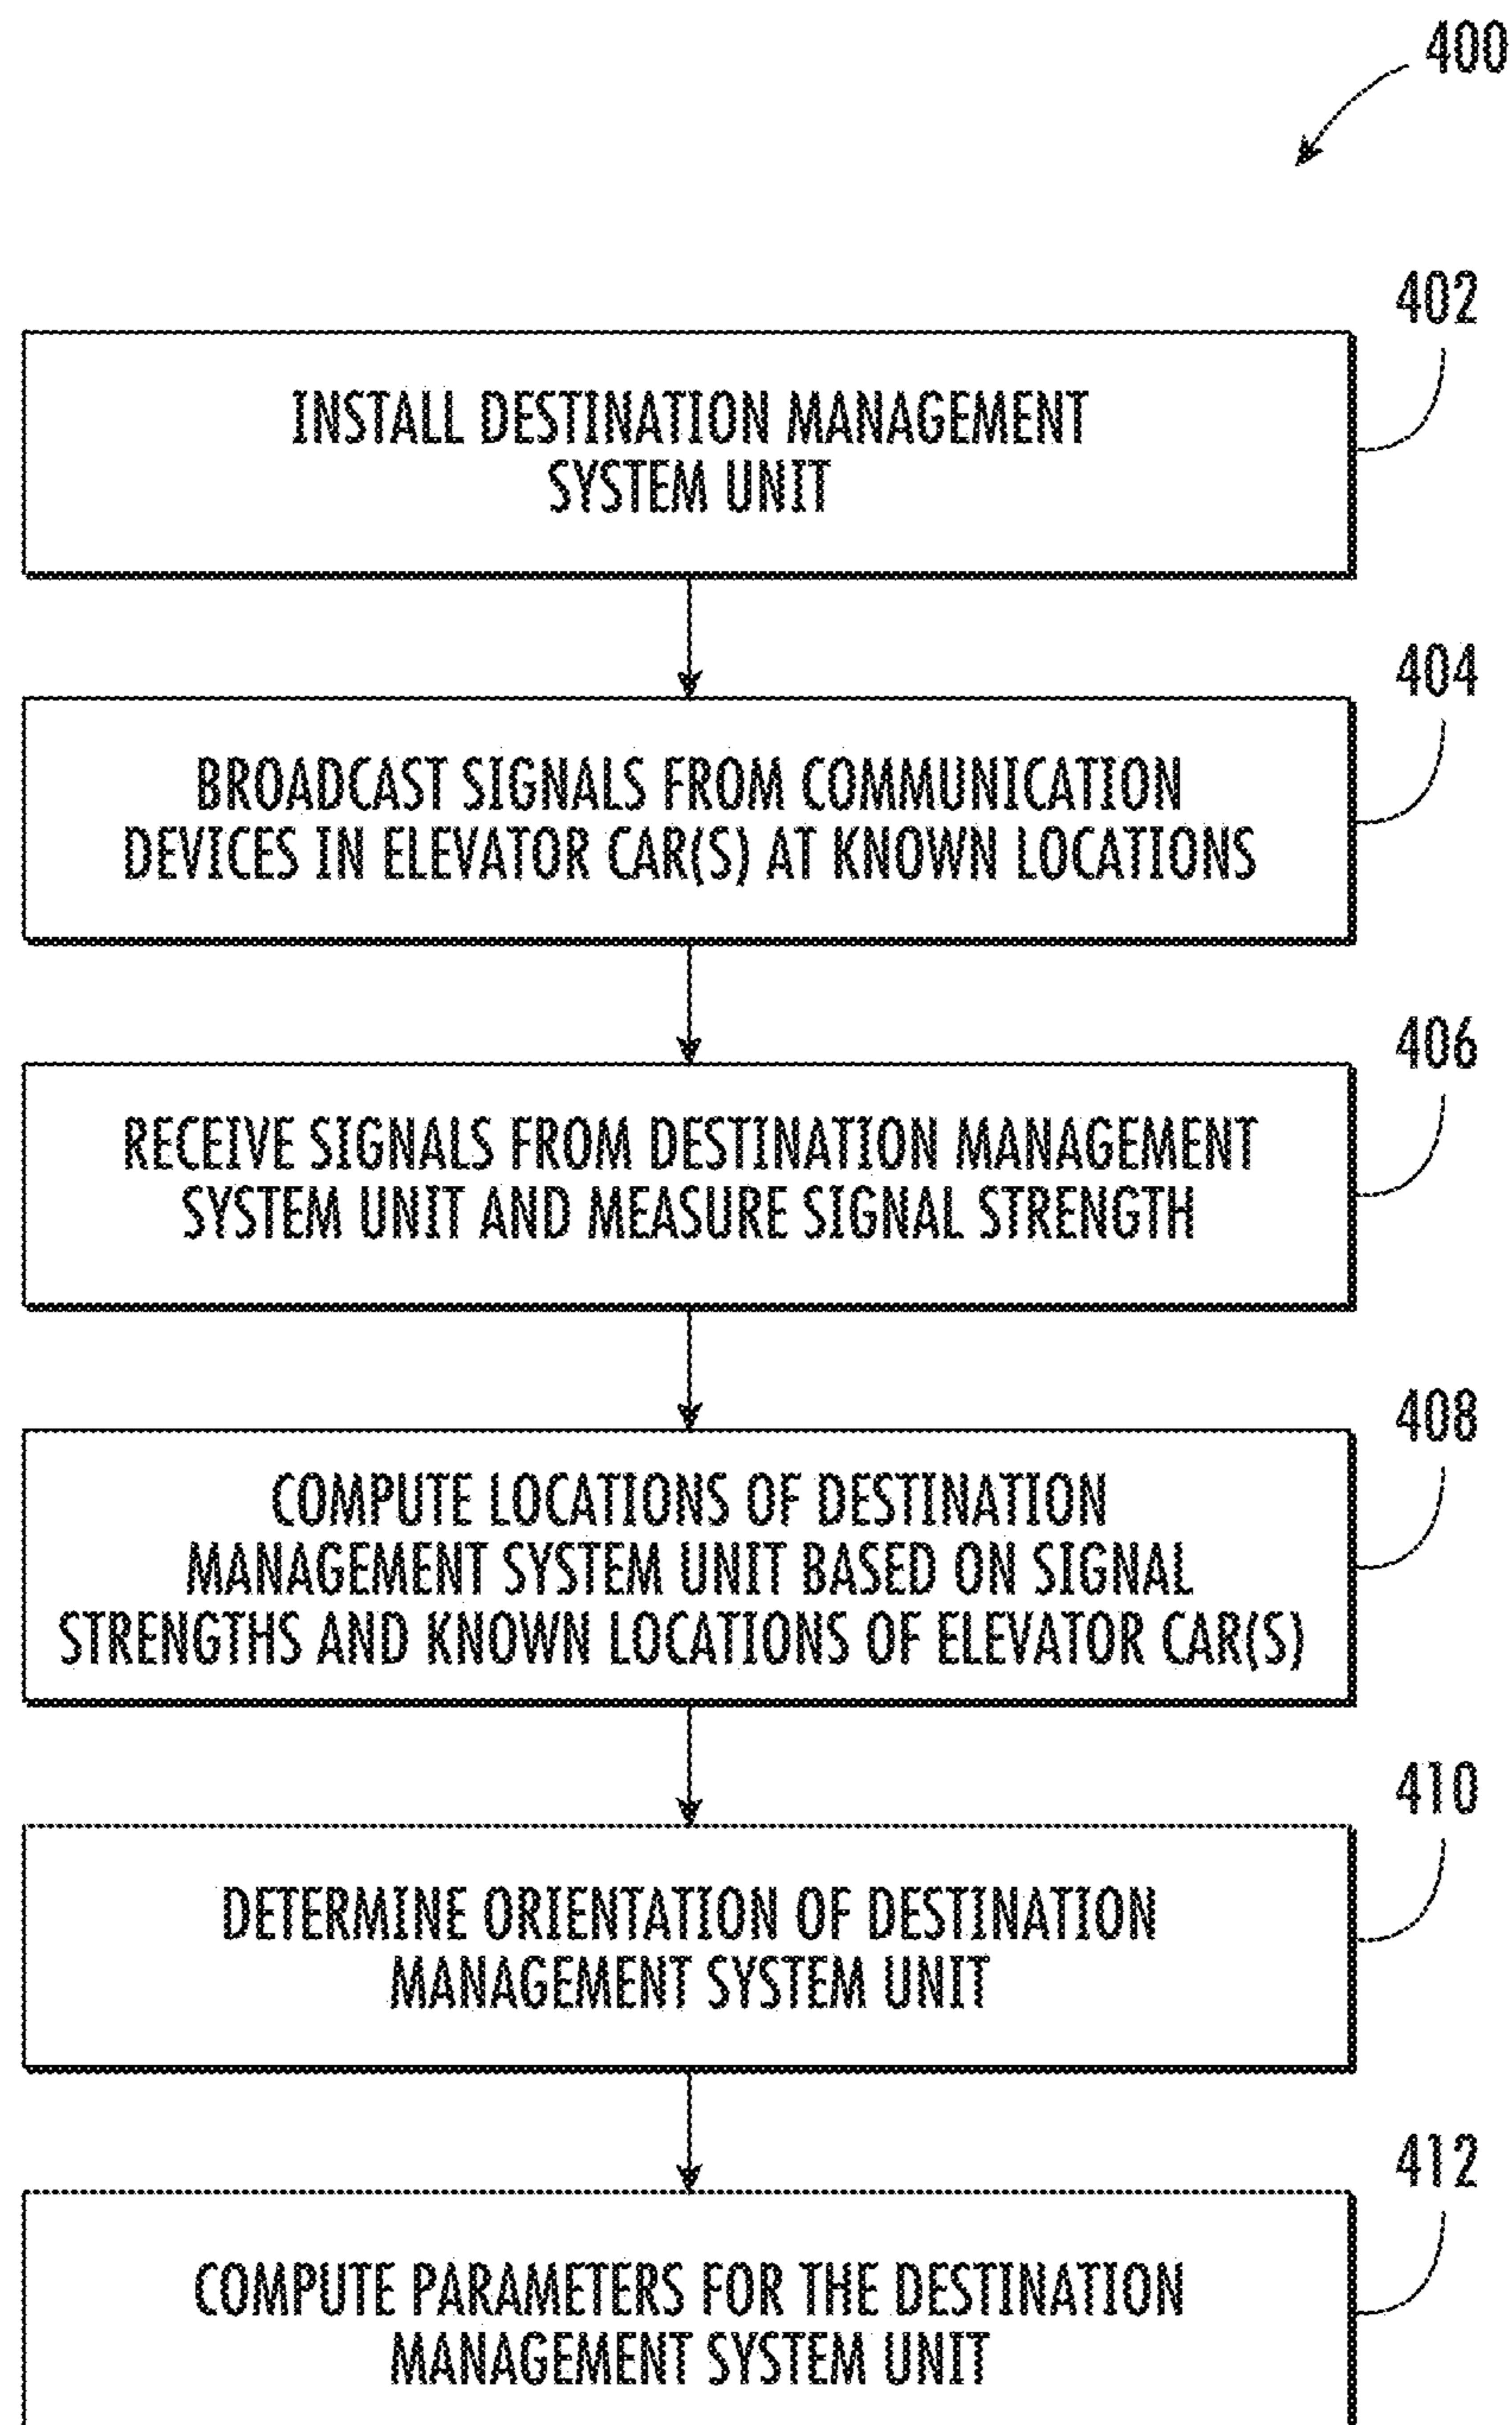 400
402
INSTALL DESTINATION MANAGEMENT
SYSTEM UNIT
404
BROADCAST SIGNALS FROM COMMUNICATION
DEVICES IN ELEVATOR CAR(S) AT KNOWN LOCATIONS
406
RECEIVE SIGNALS FROM DESTINATION MANAGEMENT
SYSTEM UNIT AND MEASURE SIGNAL STRENGTH
408
COMPUTE LOCATIONS OF DESTINATION
MANAGEMENT SYSTEM UNIT BASED ON SIGNAL
STRENGTHS AND KNOWN LOCATIONS OF ELEVATOR CAR(S)
410
DETERMINE ORIENTATION OF DESTINATION
MANAGEMENT SYSTEM UNIT
412
COMPUTE PARAMETERS FOR THE DESTINATION
MANAGEMENT SYSTEM UNIT